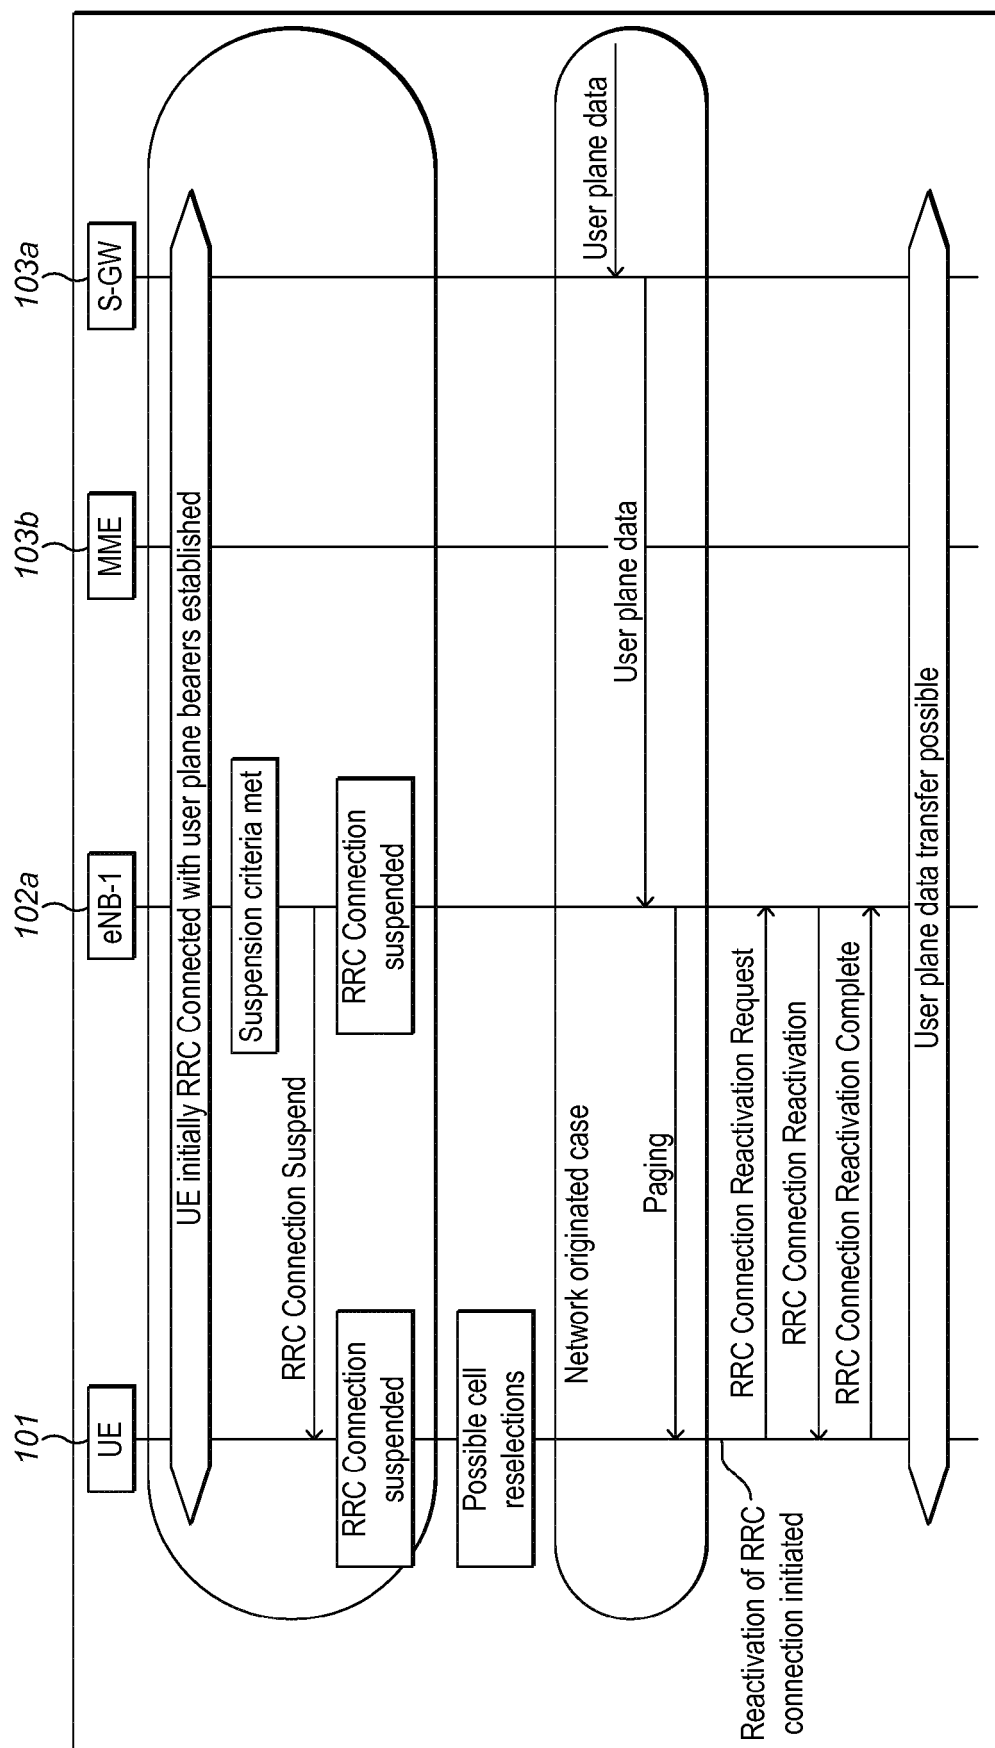 101
102a
103b
103a
UE
eNB-1
MME
S-GW
UE initially RRC Connected with user plane bearers established
Suspension criteria met
RRC Connection Suspend
RRC Connection
suspended
RRC Connection
suspended
Possible cell
reselections
Network originated case
User plane data
User plane data
Paging
Reactivation of RRC
connection initiated
RRC Connection Reactivation Request
RRC Connection Reactivation
RRC Connection Reactivation Complete
User plane data transfer possible